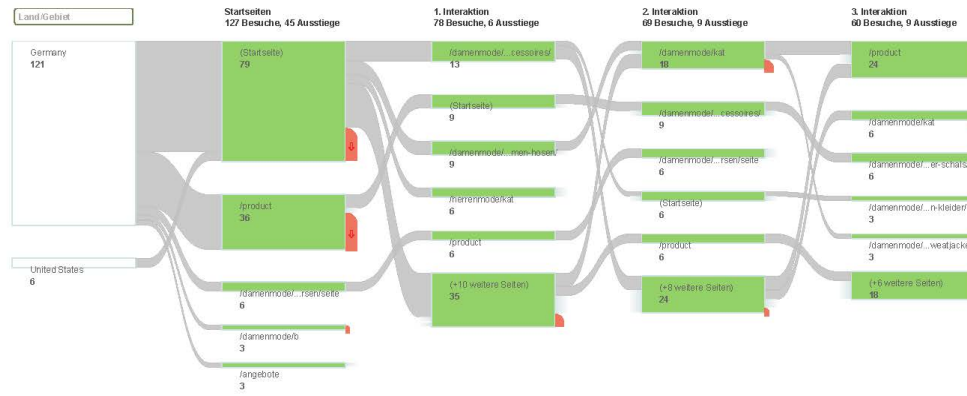 Land/Gebiet
Germany
121
United States
6
Startseiten
127 Besuche, 45 Ausstiege
(Startseite)
79
/product
36
/damenmode/...rsen/seite
6
/damenmode/b
3
/angebote
3
1. Interaktion
78 Besuche, 6 Ausstiege
/damenmode/...cessoires/
13
(Startseite)
9
/damenmode/...men-hosen/
9
/herrenmode/kat
6
/product
6
(+10 weitere Seiten)
35
2. Interaktion
69 Besuche, 9 Ausstiege
/damenmode/kat
18
/damenmode/...cessoires/
9
/damenmode/...rsen/seite
6
(Startseite)
6
/product
6
(+8 weitere Seiten)
24
3. Interaktion
60 Besuche, 9 Ausstiege
/product
24
/damenmode/kat
6
/damenmode/...er-schals/
6
/damenmode/...n-kleider/
3
/damenmode/...weatjacke
3
(+6 weitere Seiten)
18